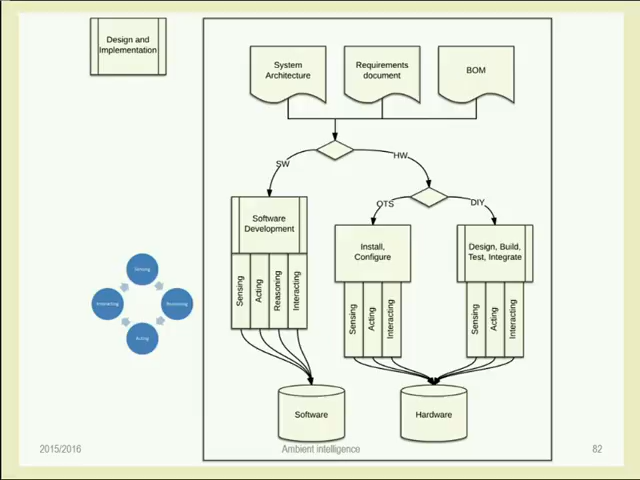 Design and
Implementation
System
Architecture
Requirements
document
BOM
SW
HW
OTS
DIY
Software
Development
Install,
Configure
Design, Build,
Test, Integrate
Sensing
Acting
Reasoning
Interacting
Sensing
Acting
Interacting
Sensing
Acting
Interacting
Sensing
Interacting
Reasoning
Acting
Software
Hardware
2015/2016
Ambient intelligence
82